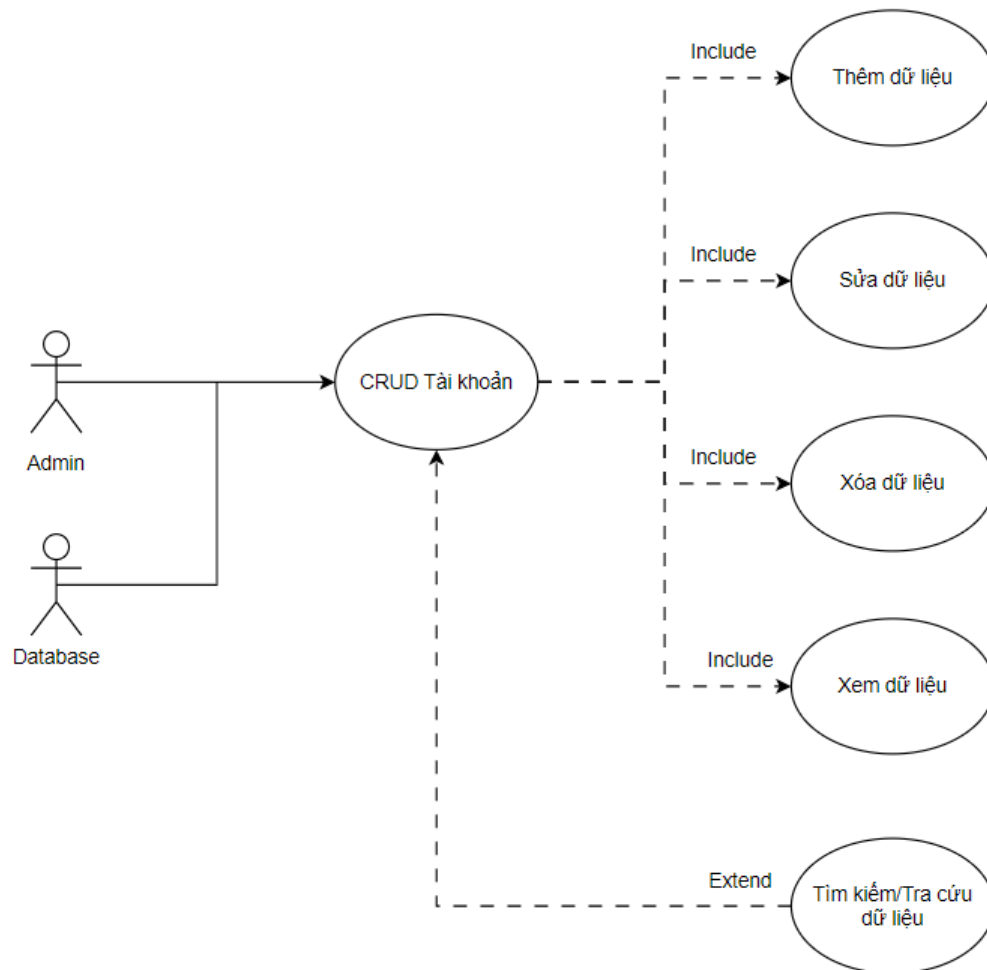 Include
Thêm dữ liệu
Include
Sửa dữ liệu
CRUD Tài khoản
Admin
Include
Xóa dữ liệu
Database
Include
Xem dữ liệu
Extend
Tìm kiếm/Tra cứu
dữ liệu